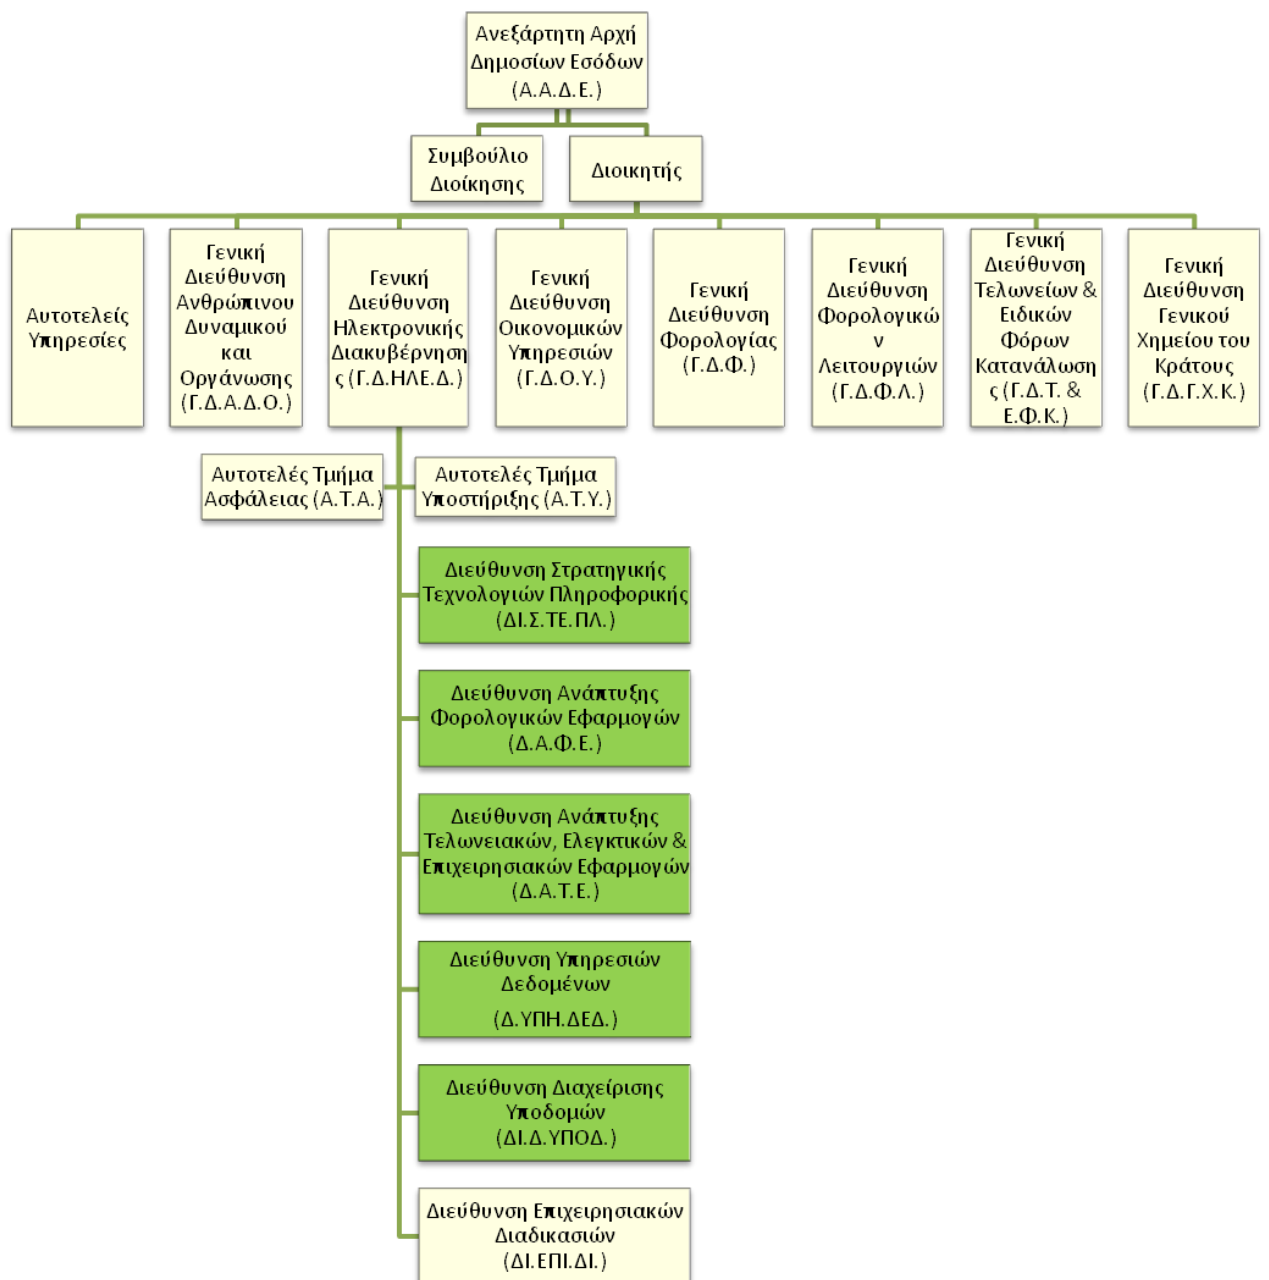 Ανεξάρτητη Αρχή
Δημοσίων Εσόδων
(Α.Α.Δ.Ε.)
Συμβούλιο
Διοίκησης
Διοικητής
Αυτοτελείς
Υπηρεσίες
Γενική
Διεύθυνση
Ανθρώπινου
Δυναμικού
και
Οργάνωσης
(Γ.Δ.Α.Δ.Ο.)
Γενική
Διεύθυνση
Ηλεκτρονικής
Διακυβέρνηση
ς (Γ.Δ.ΗΛΕ.Δ.)
Γενική
Διεύθυνση
Οικονομικών
Υπηρεσιών
(Γ.Δ.Ο.Υ.)
Γενική
Διεύθυνση
Φορολογίας
(Γ.Δ.Φ.)
Γενική
Διεύθυνση
Φορολογικώ
ν
Λειτουργιών
(Γ.Δ.Φ.Λ.)
Γενική
Διεύθυνση
Τελωνείων &
Ειδικών
Φόρων
Κατανάλωση
ς (Γ.Δ.Τ. &
Ε.Φ.Κ.)
Γενική
Διεύθυνση
Γενικού
Χημείου του
Κράτους
(Γ.Δ.Γ.Χ.Κ.)
Αυτοτελές Τμήμα
Ασφάλειας (Α.Τ.Α.)
Αυτοτελές Τμήμα
Υποστήριξης (Α.Τ.Υ.)
Διεύθυνση Στρατηγικής
Τεχνολογιών Πληροφορικής
(ΔΙ.Σ.ΤΕ.ΠΛ.)
Διεύθυνση Ανάπτυξης
Φορολογικών Εφαρμογών
(Δ.Α.Φ.Ε.)
Διεύθυνση Ανάπτυξης
Τελωνειακών, Ελεγκτικών &
Επιχειρησιακών Εφαρμογών
(Δ.Α.Τ.Ε.)
Διεύθυνση Υπηρεσιών
Δεδομένων
(Δ.ΥΠΗ.ΔΕΔ.)
Διεύθυνση Διαχείρισης
Υποδομών
(ΔΙ.Δ.ΥΠΟΔ.)
Διεύθυνση Επιχειρησιακών
Διαδικασιών
(ΔΙ.ΕΠΙ.ΔΙ.)